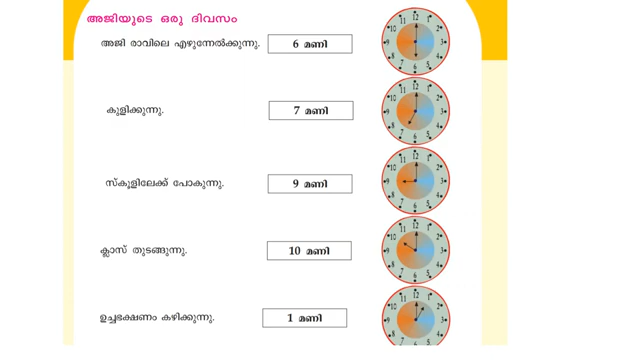 അജിയുടെ ഒരു ദിവസം
അജി രാവിലെ എഴുന്നേൽക്കുന്നു. 6 മണി
കുളിക്കുന്നു. 7 മണി
സ്കൂളിലേക്ക് പോകുന്നു. 9 മണി
ക്ലാസ് തുടങ്ങുന്നു. 10 മണി
ഉച്ചഭക്ഷണം കഴിക്കുന്നു. 1 മണി